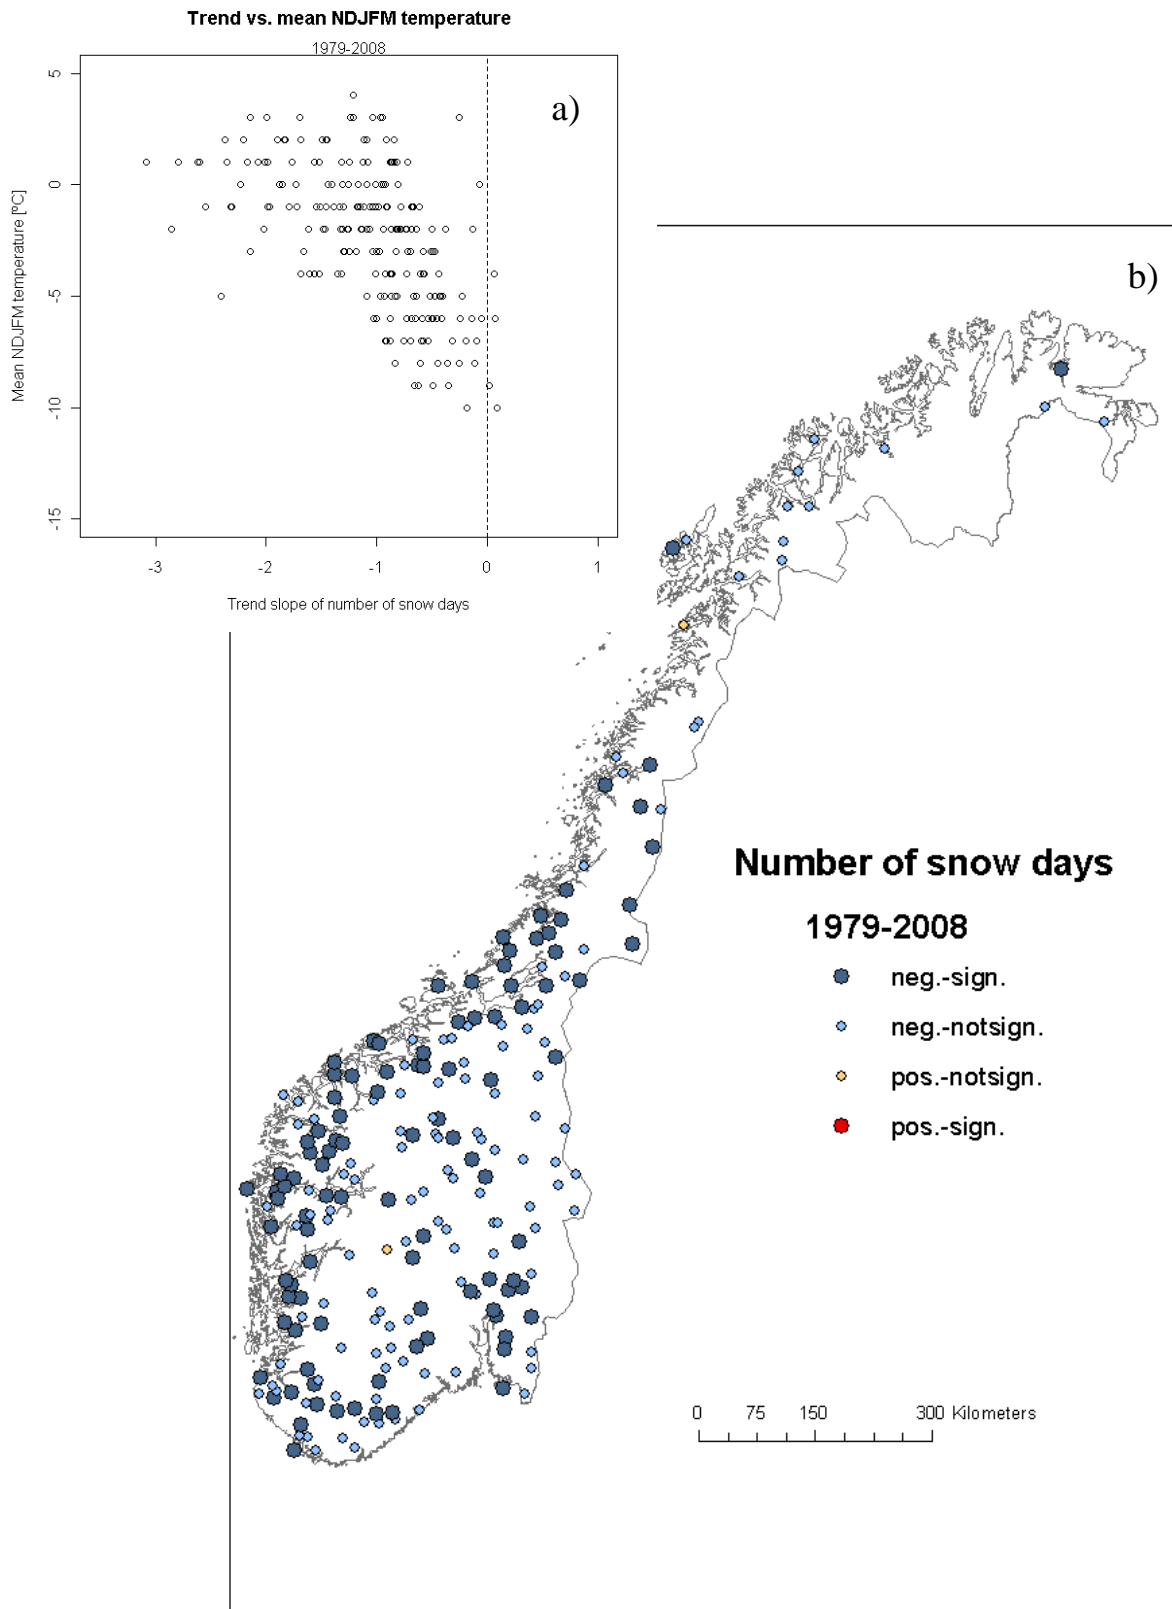 Trend vs. mean NDJFM temperature
1979-2008
a)
5
0
-5
-10
-15
Mean NDJFM temperature [ºC]
-3 -2 -1 0 1
Trend slope of number of snow days
b)
Number of snow days
1979-2008
neg.-sign.
neg.-notsign.
pos.-notsign.
pos.-sign.
0 75 150 300 Kilometers